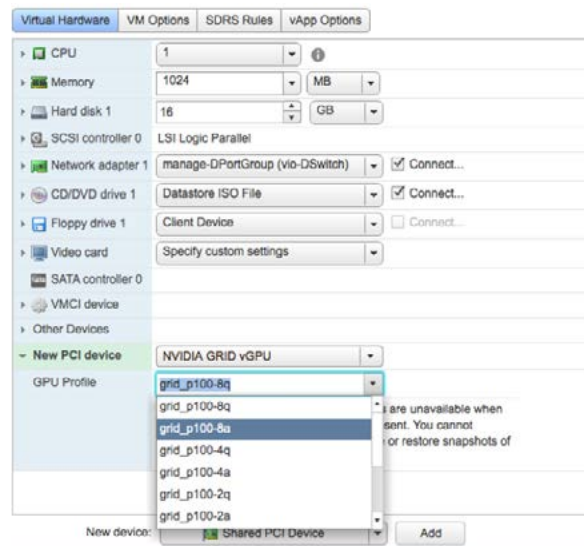 Virtual Hardware VM Options SDRS Rules vApp Options
CPU 1
Memory 1024 MB
Hard disk 1 16 GB
SCSI controller 0 LSI Logic Parallel
Network adapter 1 manage-DPortGroup (vio-DSwitch) Connect...
CD/DVD drive 1 Datastore ISO File Connect...
Floppy drive 1 Client Device Connect...
Video card Specify custom settings
SATA controller 0
VMCI device
Other Devices
New PCI device NVIDIA GRID vGPU
GPU Profile grid_p100-8q
grid_p100-8q
are unavailable when
grid_p100-8a
sent. You cannot
or restore snapshots of
grid_p100-4q
grid_p100-4a
grid_p100-2q
grid_p100-2a
New device: Shared PCI Device Add